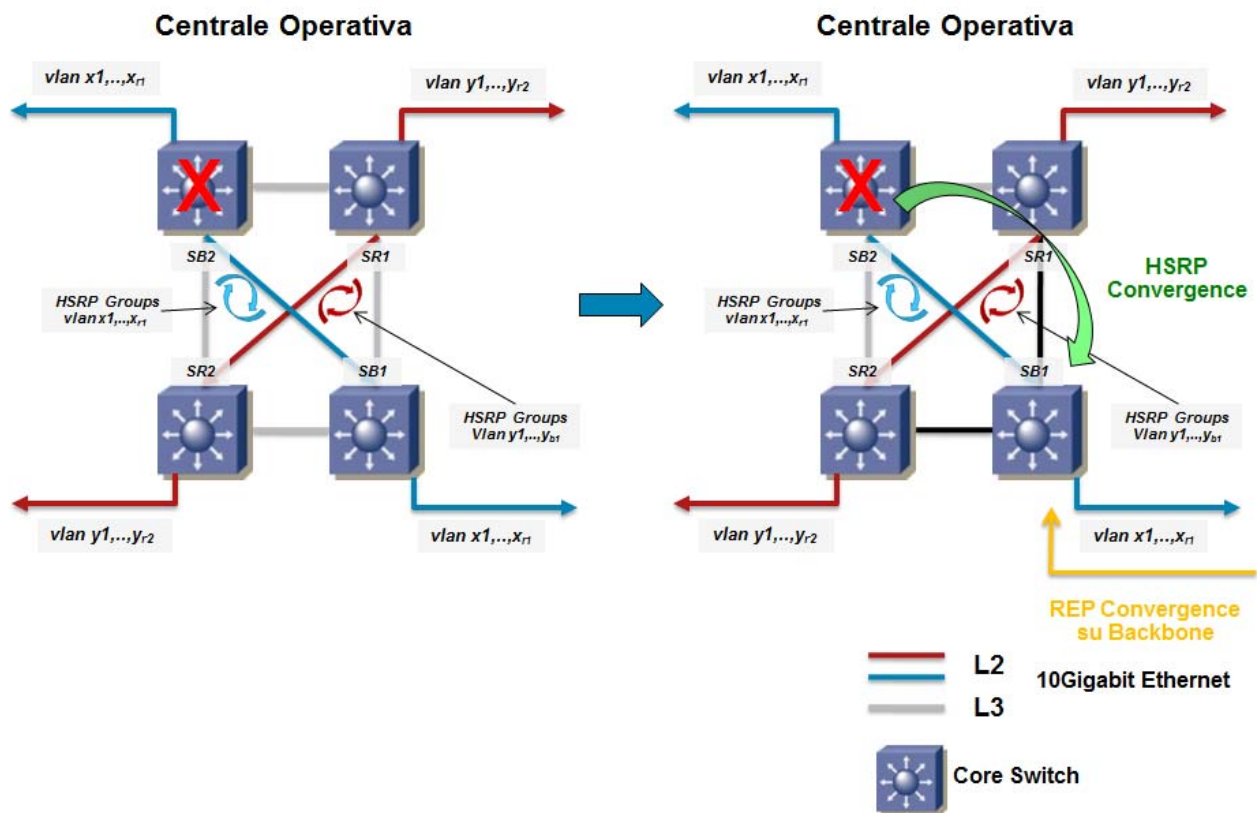 Centrale Operativa
vlan x1,..,xr1
vlan y1,..,yr2
SB2
SR1
HSRP Groups
vlan x1,..,xr1
SR2
SB1
HSRP Groups
Vlan y1,..,yb1
vlan y1,..,yr2
vlan x1,..,xr1
Centrale Operativa
vlan x1,..,xr1
vlan y1,..,yr2
SB2
SR1
HSRP
Convergence
HSRP Groups
vlan x1,..,xr1
SR2
SB1
HSRP Groups
Vlan y1,..,yb1
vlan y1,..,yr2
vlan x1,..,xr1
REP Convergence
su Backbone
L2
10Gigabit Ethernet
L3
Core Switch